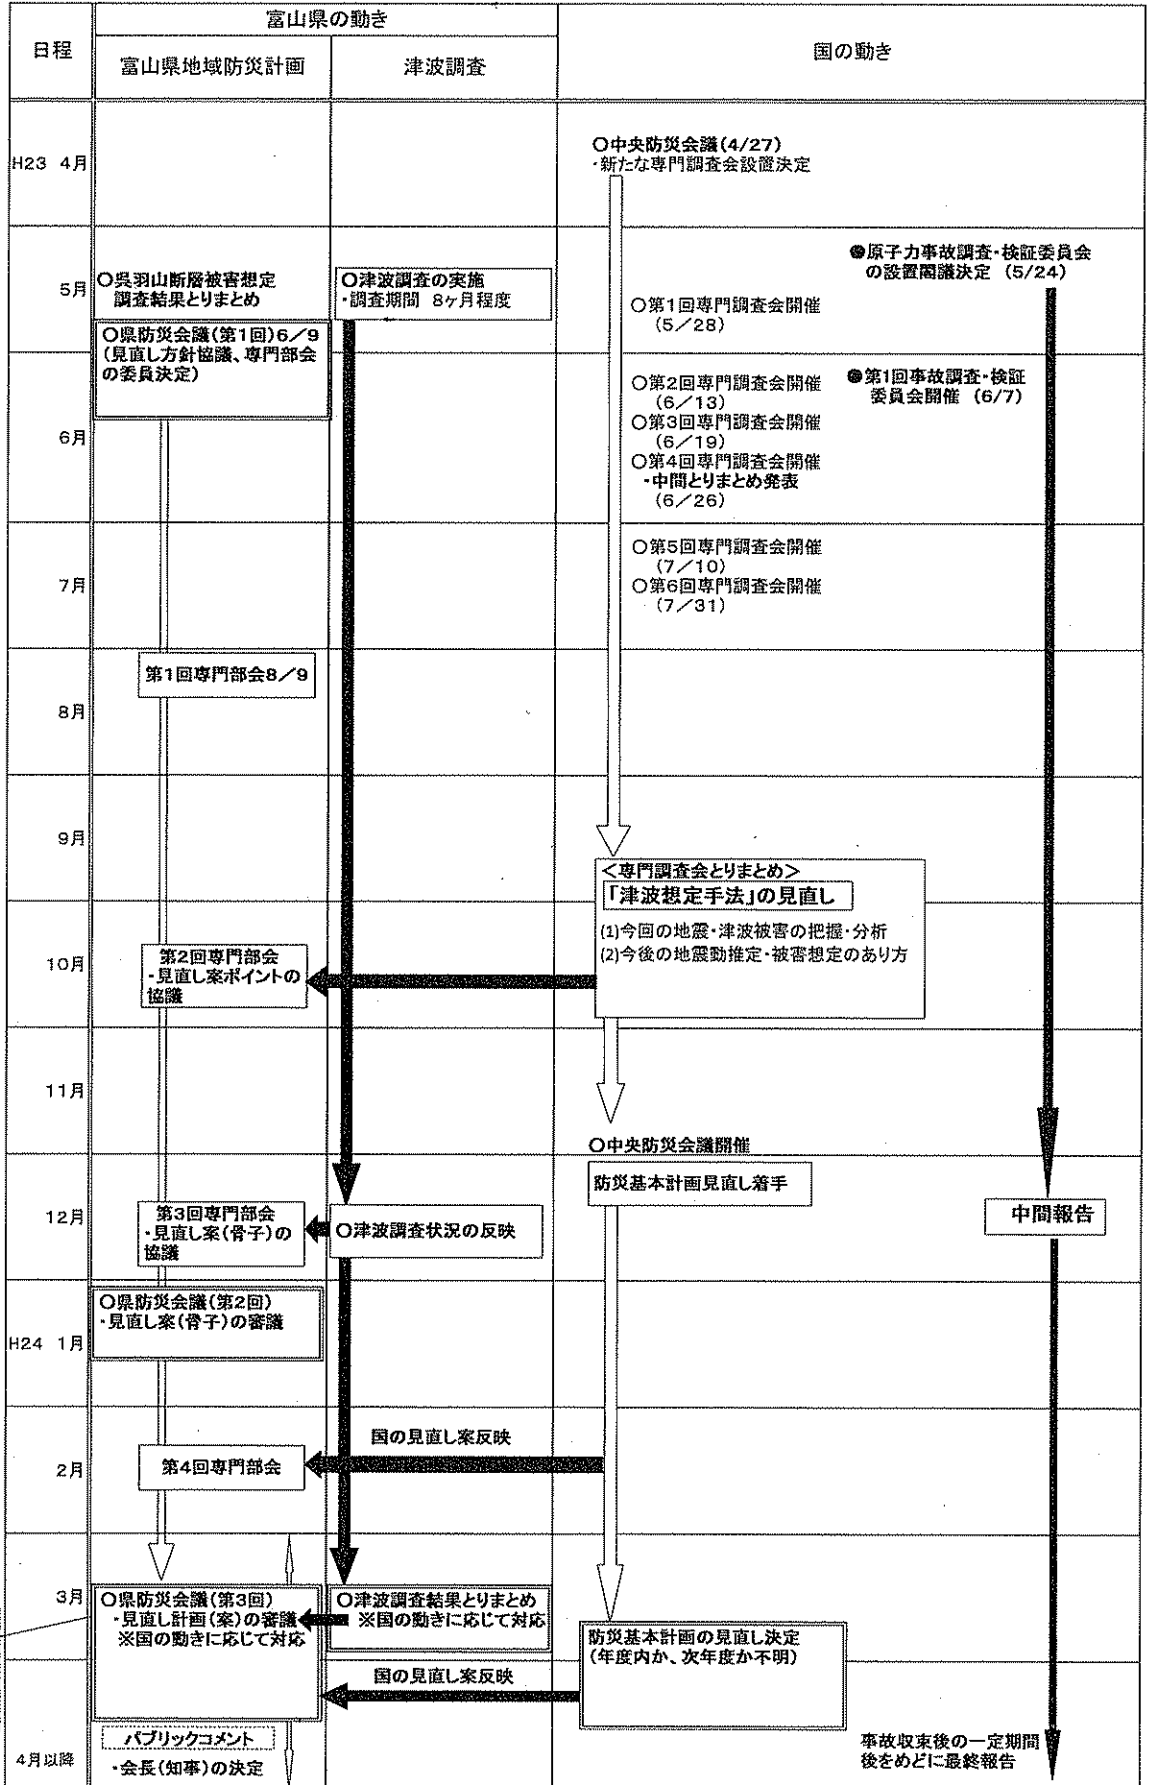 日程
富山県の動き
富山県地域防災計画
津波調査
国の動き
H23 4月
〇中央防災会議(4/27)
・新たな専門調査会設置決定
5月
〇呉羽山断層被害想定
調査結果とりまとめ
〇津波調査の実施
・調査期間 8ヶ月程度
〇第1回専門調査会開催
(5/28)
●原子力事故調査・検証委員会
の設置閣議決定 (5/24)
〇県防災会議(第1回)6/9
(見直し方針協議、専門部会
の委員決定)
6月
〇第2回専門調査会開催
(6/13)
〇第3回専門調査会開催
(6/19)
〇第4回専門調査会開催
・中間とりまとめ発表
(6/26)
●第1回事故調査・検証
委員会開催 (6/7)
7月
〇第5回専門調査会開催
(7/10)
〇第6回専門調査会開催
(7/31)
8月
第1回専門部会8/9
9月
<専門調査会とりまとめ>
「津波想定手法」の見直し
(1)今回の地震・津波被害の把握・分析
(2)今後の地震動推定・被害想定のあり方
10月
第2回専門部会
・見直し案ポイントの
協議
11月
〇中央防災会議開催
防災基本計画見直し着手
12月
第3回専門部会
・見直し案(骨子)の
協議
〇津波調査状況の反映
中間報告
H24 1月
〇県防災会議(第2回)
・見直し案(骨子)の審議
2月
第4回専門部会
国の見直し案反映
3月
〇県防災会議(第3回)
・見直し計画(案)の審議
※国の動きに応じて対応
〇津波調査結果とりまとめ
※国の動きに応じて対応
防災基本計画の見直し決定
(年度内か、次年度か不明)
国の見直し案反映
4月以降
パブリックコメント
・会長(知事)の決定
事故収束後の一定期間
後をめどに最終報告